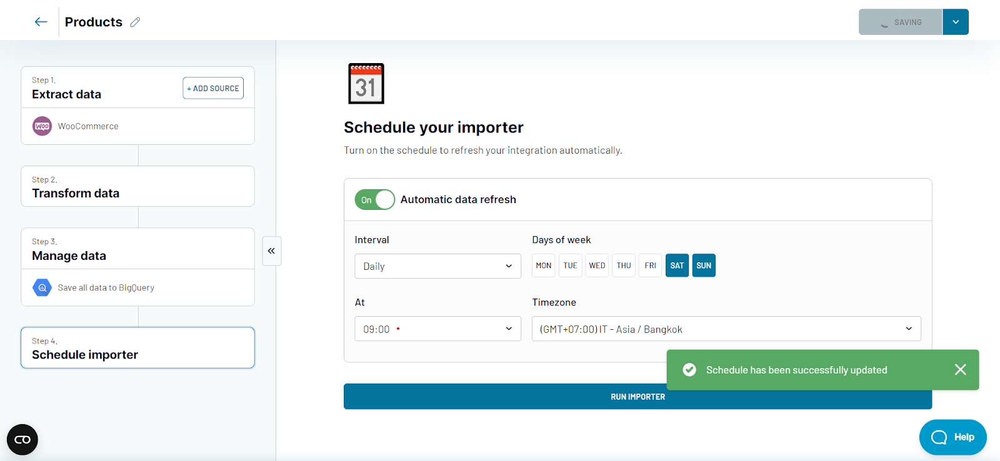 Products
SAVING
Step 1.
Extract data
+ ADD SOURCE
WOO WooCommerce
Step 2.
Transform data
Step 3.
Manage data
Save all data to BigQuery
Step 4.
Schedule importer
31
Schedule your importer
Turn on the schedule to refresh your integration automatically.
On Automatic data refresh
Interval
Daily
Days of week
MON TUE WED THU FRI SAT SUN
At
09:00
Timezone
(GMT+07:00) IT - Asia / Bangkok
Schedule has been successfully updated
RUN IMPORTER
Help